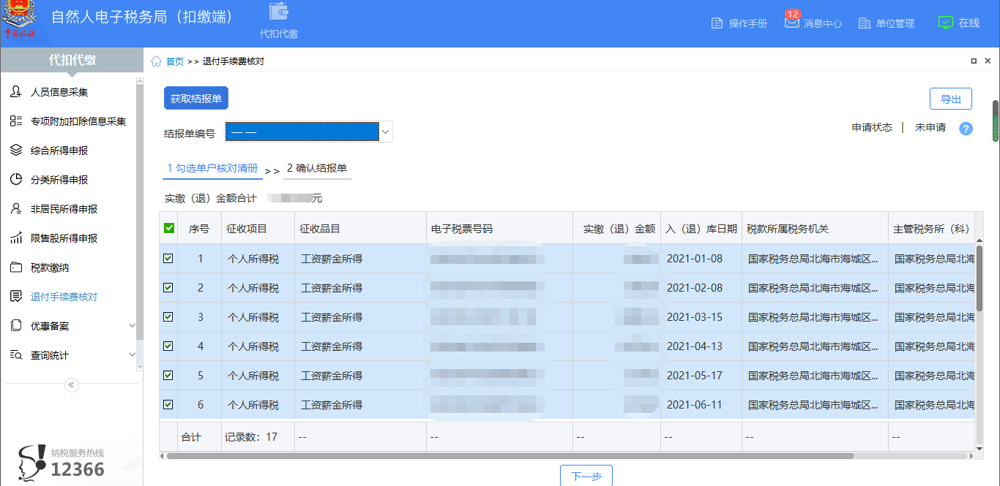 自然人电子税务局（扣缴端）
代扣代缴
操作手册
12
消息中心
单位管理
在线
代扣代缴
人员信息采集
专项附加扣除信息采集
综合所得申报
分类所得申报
非居民所得申报
限售股所得申报
税款缴纳
退付手续费核对
优惠备案
查询统计
纳税服务热线
12366
首页 >> 退付手续费核对
获取结报单
导出
结报单编号 — —
申请状态 | 未申请 ?
1 勾选单户核对清册 >> 2 确认结报单
实缴（退）金额合计 元
序号 征收项目 征收品目 电子税票号码 实缴（退）金额 入（退）库日期 税款所属税务机关 主管税务所（科）
1 个人所得税 工资薪金所得 2021-01-08 国家税务总局北海市海城区... 国家税务总局北海
2 个人所得税 工资薪金所得 2021-02-08 国家税务总局北海市海城区... 国家税务总局北海
3 个人所得税 工资薪金所得 2021-03-15 国家税务总局北海市海城区... 国家税务总局北海
4 个人所得税 工资薪金所得 2021-04-13 国家税务总局北海市海城区... 国家税务总局北海
5 个人所得税 工资薪金所得 2021-05-17 国家税务总局北海市海城区... 国家税务总局北海
6 个人所得税 工资薪金所得 2021-06-11 国家税务总局北海市海城区... 国家税务总局北海
合计 记录数：17 -- -- -- -- -- --
下一步